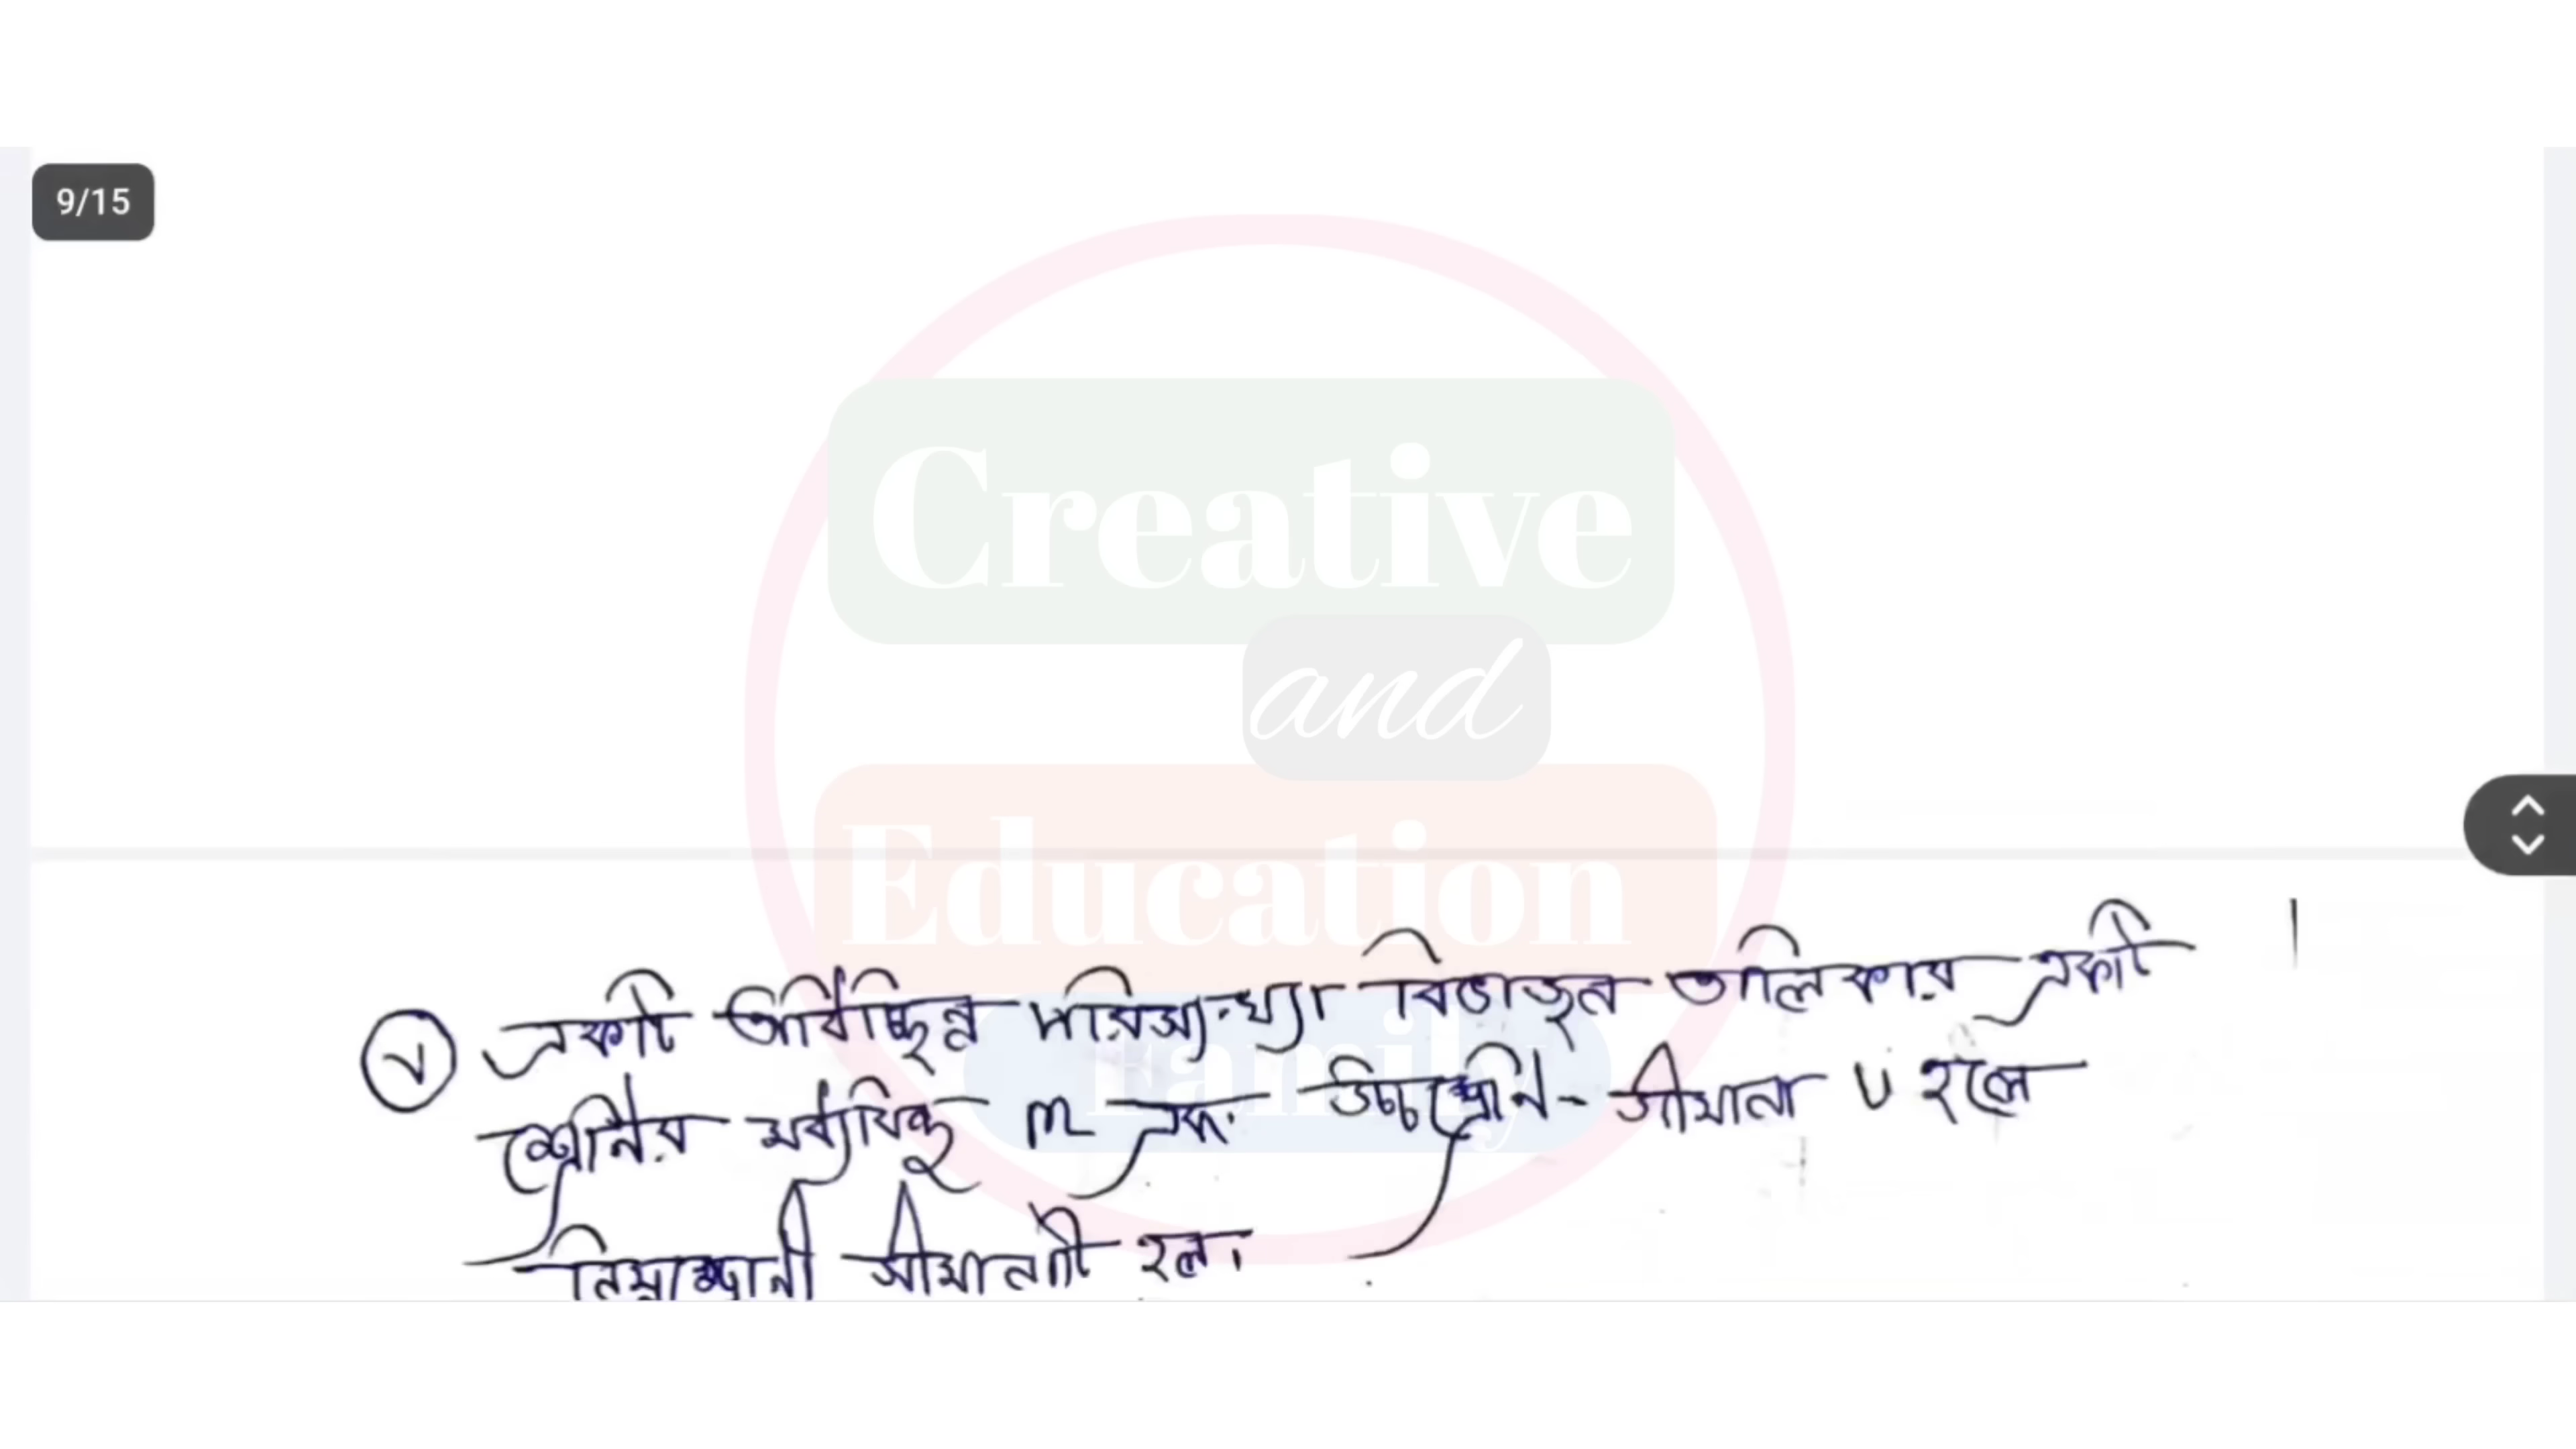 9/15
Creative
and
Education
Family
v একটি অবিচ্ছিন্ন পরিসংখ্যা বিভাজন তালিকায় একটি
শ্রেণির মধ্যবিন্দু m এবং উচ্চশ্রেণি-সীমানা U হলে
নিম্নশ্রেণী সীমানাটি হল।